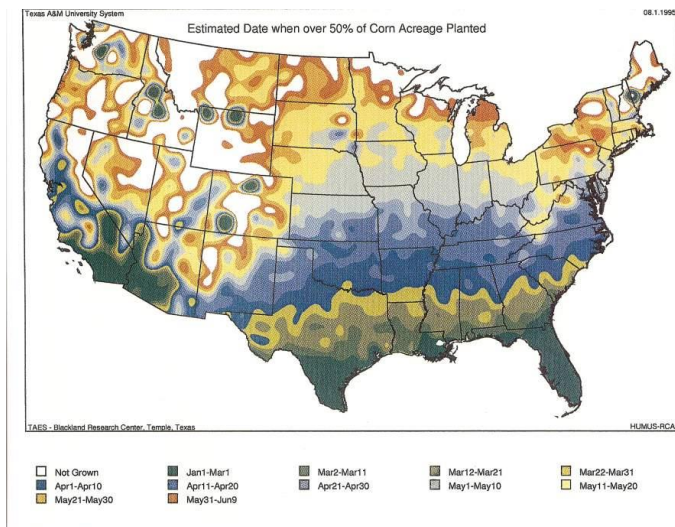 Texas A&M University System
08.1.1995
Estimated Date when over 50% of Corn Acreage Planted
TAES - Blackland Research Center, Temple, Texas
HUMUS-RCA
Not Grown
Jan1-Mar1
Mar2-Mar11
Mar12-Mar21
Mar22-Mar31
Apr1-Apr10
Apr11-Apr20
Apr21-Apr30
May1-May10
May11-May20
May21-May30
May31-Jun9